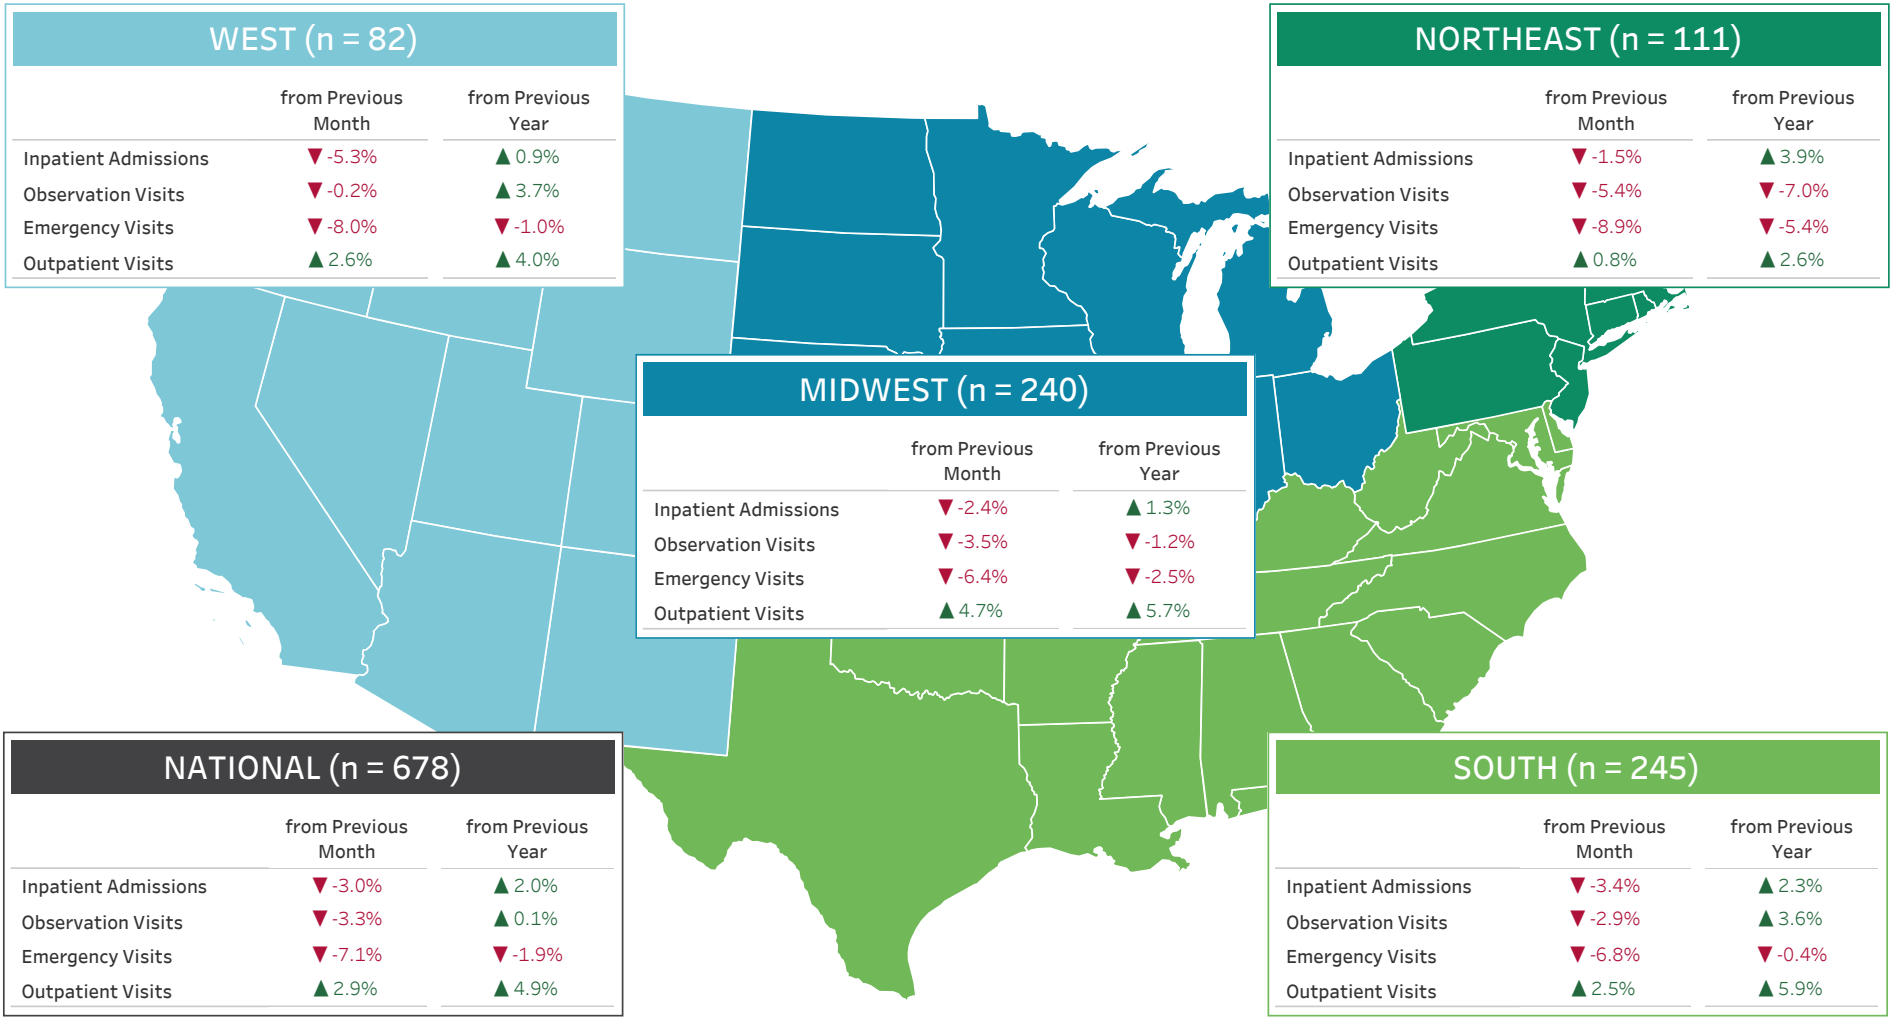 WEST (n = 82)
from Previous Month from Previous Year
Inpatient Admissions ▼ -5.3% ▲ 0.9%
Observation Visits ▼ -0.2% ▲ 3.7%
Emergency Visits ▼ -8.0% ▼ -1.0%
Outpatient Visits ▲ 2.6% ▲ 4.0%
NORTHEAST (n = 111)
from Previous Month from Previous Year
Inpatient Admissions ▼ -1.5% ▲ 3.9%
Observation Visits ▼ -5.4% ▼ -7.0%
Emergency Visits ▼ -8.9% ▼ -5.4%
Outpatient Visits ▲ 0.8% ▲ 2.6%
MIDWEST (n = 240)
from Previous Month from Previous Year
Inpatient Admissions ▼ -2.4% ▲ 1.3%
Observation Visits ▼ -3.5% ▼ -1.2%
Emergency Visits ▼ -6.4% ▼ -2.5%
Outpatient Visits ▲ 4.7% ▲ 5.7%
NATIONAL (n = 678)
from Previous Month from Previous Year
Inpatient Admissions ▼ -3.0% ▲ 2.0%
Observation Visits ▼ -3.3% ▲ 0.1%
Emergency Visits ▼ -7.1% ▼ -1.9%
Outpatient Visits ▲ 2.9% ▲ 4.9%
SOUTH (n = 245)
from Previous Month from Previous Year
Inpatient Admissions ▼ -3.4% ▲ 2.3%
Observation Visits ▼ -2.9% ▲ 3.6%
Emergency Visits ▼ -6.8% ▼ -0.4%
Outpatient Visits ▲ 2.5% ▲ 5.9%